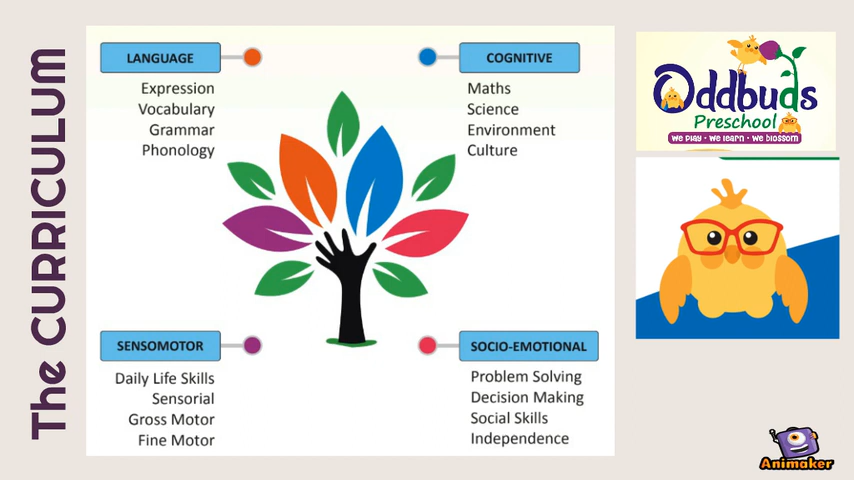 The CURRICULUM
LANGUAGE
Expression
Vocabulary
Grammar
Phonology
COGNITIVE
Maths
Science
Environment
Culture
SENSOMOTOR
Daily Life Skills
Sensorial
Gross Motor
Fine Motor
SOCIO-EMOTIONAL
Problem Solving
Decision Making
Social Skills
Independence
Oddbuds
Preschool
We PLAY • We LEARN • We BLOSSOM
Animaker